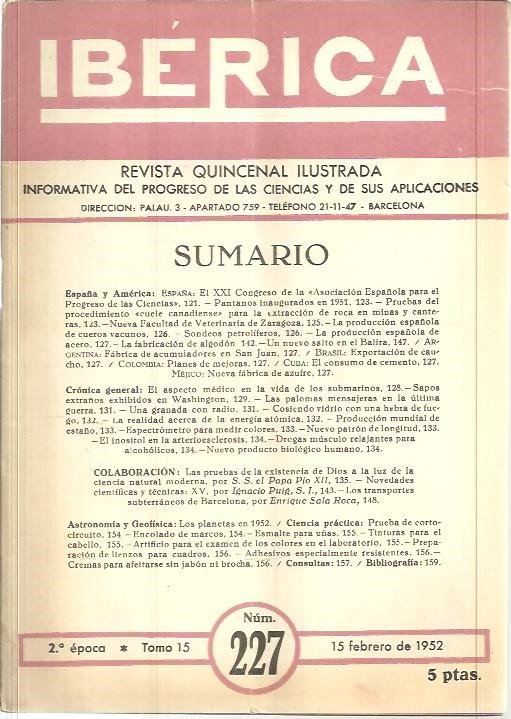 IBÉRICA
REVISTA QUINCENAL ILUSTRADA
INFORMATIVA DEL PROGRESO DE LAS CIENCIAS Y DE SUS APLICACIONES
DIRECCION: PALAU. 3 - APARTADO 759 - TELÉFONO 21-11-47 - BARCELONA
SUMARIO
España y América: ESPAÑA: El XXI Congreso de la «Asociación Española para el
Progreso de las Ciencias», 121. — Pantanos inaugurados en 1951, 123. — Pruebas del
procedimiento «cuele canadiense» para la extracción de roca en minas y cante-
ras, 123.—Nueva Facultad de Veterinaria de Zaragoza, 125.—La producción española
de cueros vacunos, 126. - Sondeos petrolíferos, 126. — La producción española de
acero, 127.—La fabricación de algodón 142.—Un nuevo salto en el Balira, 147. / AR-
GENTINA: Fábrica de acumuladores en San Juan, 127. / BRASIL: Exportación de cau-
cho, 127. / COLOMBIA: Planes de mejoras, 127. / CUBA: El consumo de cemento, 127.
MÉJICO: Nueva fábrica de azufre, 127.
Crónica general: El aspecto médico en la vida de los submarinos, 128.—Sapos
extraños exhibidos en Washington, 129. — Las palomas mensajeras en la última
guerra, 131. — Una granada con radio, 131. — Cosiendo vidrio con una hebra de fue-
go, 132. — La realidad acerca de la energía atómica, 132. — Producción mundial de
estaño, 133.—Espectrómetro para medir colores, 133.—Nuevo patrón de longitud, 133.
—El inositol en la arterioesclerosis, 134.—Drogas músculo relajantes para
alcohólicos, 134.—Nuevo producto biológico humano, 134.
COLABORACIÓN: Las pruebas de la existencia de Dios a la luz de la
ciencia natural moderna, por S. S. el Papa Pío XII, 135. — Novedades
científicas y técnicas: XV, por Ignacio Puig, S. I., 143.—Los transportes
subterráneos de Barcelona, por Enrique Sala Roca, 148.
Astronomía y Geofísica: Los planetas en 1952. / Ciencia práctica: Prueba de corto-
circuito, 154 — Encolado de marcos, 154.— Esmalte para uñas, 155.—Tinturas para el
cabello, 155.—Artificio para el examen de los colores en el laboratorio, 155.—Prepa-
ración de lienzos para cuadros, 156. — Adhesivos especialmente resistentes, 156.—
Cremas para afeitarse sin jabón ni brocha, 156. / Consultas: 157. / Bibliografía: 159.
Núm.
2.ª época * Tomo 15
227
15 febrero de 1952
5 ptas.